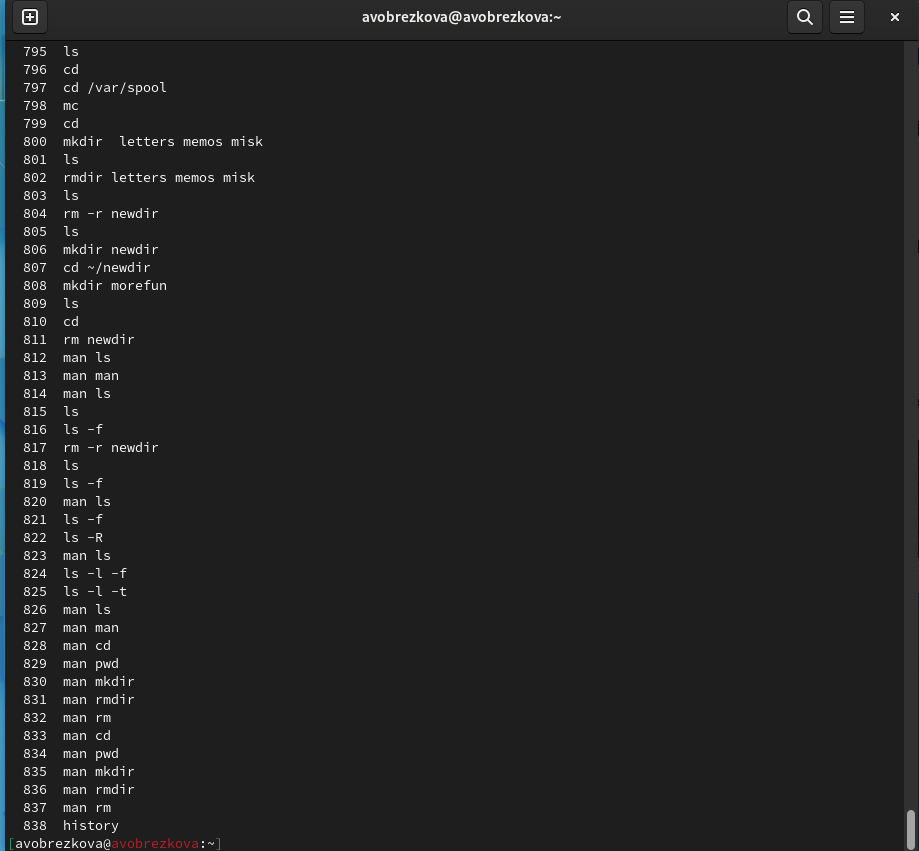 avobrezkova@avobrezkova:~
795 ls
796 cd
797 cd /var/spool
798 mc
799 cd
800 mkdir  letters memos misk
801 ls
802 rmdir letters memos misk
803 ls
804 rm -r newdir
805 ls
806 mkdir newdir
807 cd ~/newdir
808 mkdir morefun
809 ls
810 cd
811 rm newdir
812 man ls
813 man man
814 man ls
815 ls
816 ls -f
817 rm -r newdir
818 ls
819 ls -f
820 man ls
821 ls -f
822 ls -R
823 man ls
824 ls -l -f
825 ls -l -t
826 man ls
827 man man
828 man cd
829 man pwd
830 man mkdir
831 man rmdir
832 man rm
833 man cd
834 man pwd
835 man mkdir
836 man rmdir
837 man rm
838 history
[avobrezkova@avobrezkova:~]